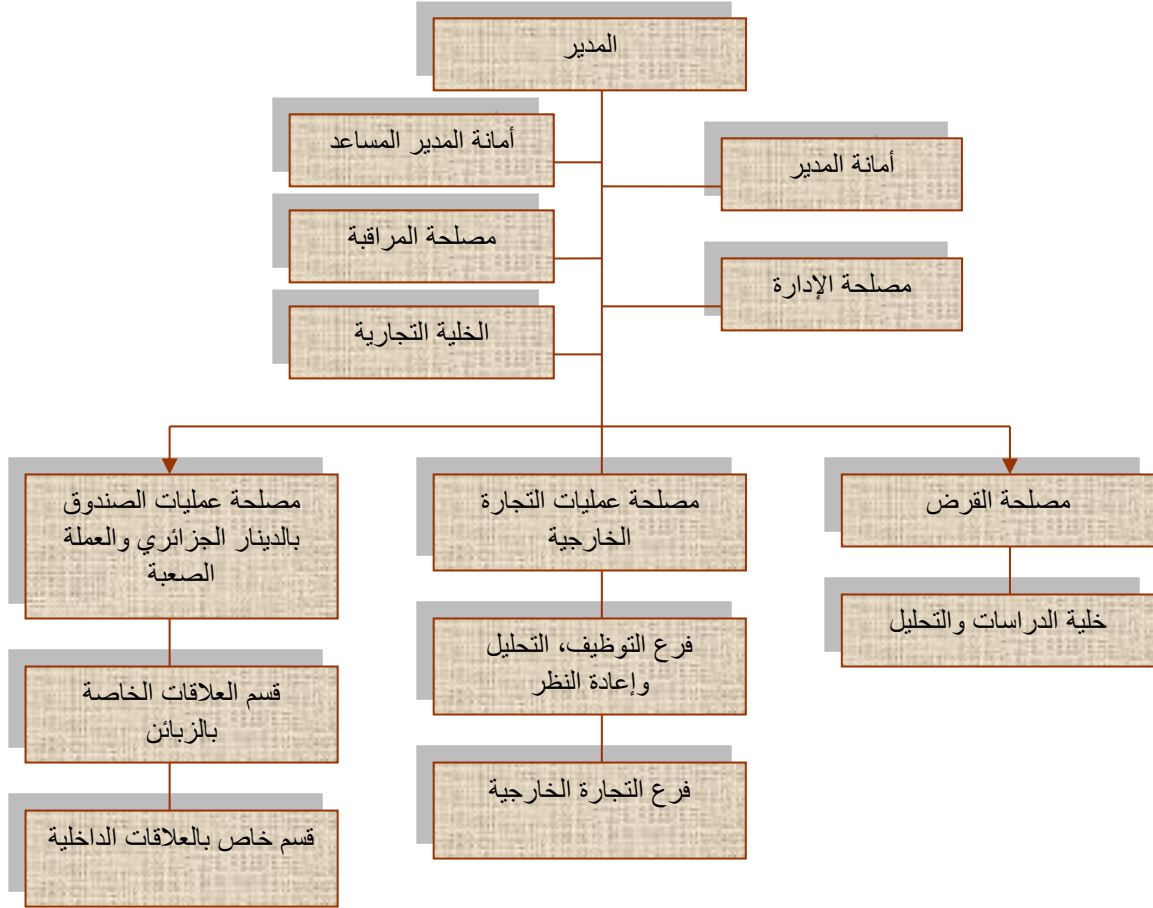 المدير
أمانة المدير المساعد
أمانة المدير
مصلحة المراقبة
مصلحة الإدارة
الخلية التجارية
مصلحة القرض
خلية الدراسات والتحليل
مصلحة عمليات التجارة
الخارجية
فرع التوظيف، التحليل
وإعادة النظر
فرع التجارة الخارجية
مصلحة عمليات الصندوق
بالدينار الجزائري والعملة
الصعبة
قسم العلاقات الخاصة
بالزبائن
قسم خاص بالعلاقات الداخلية